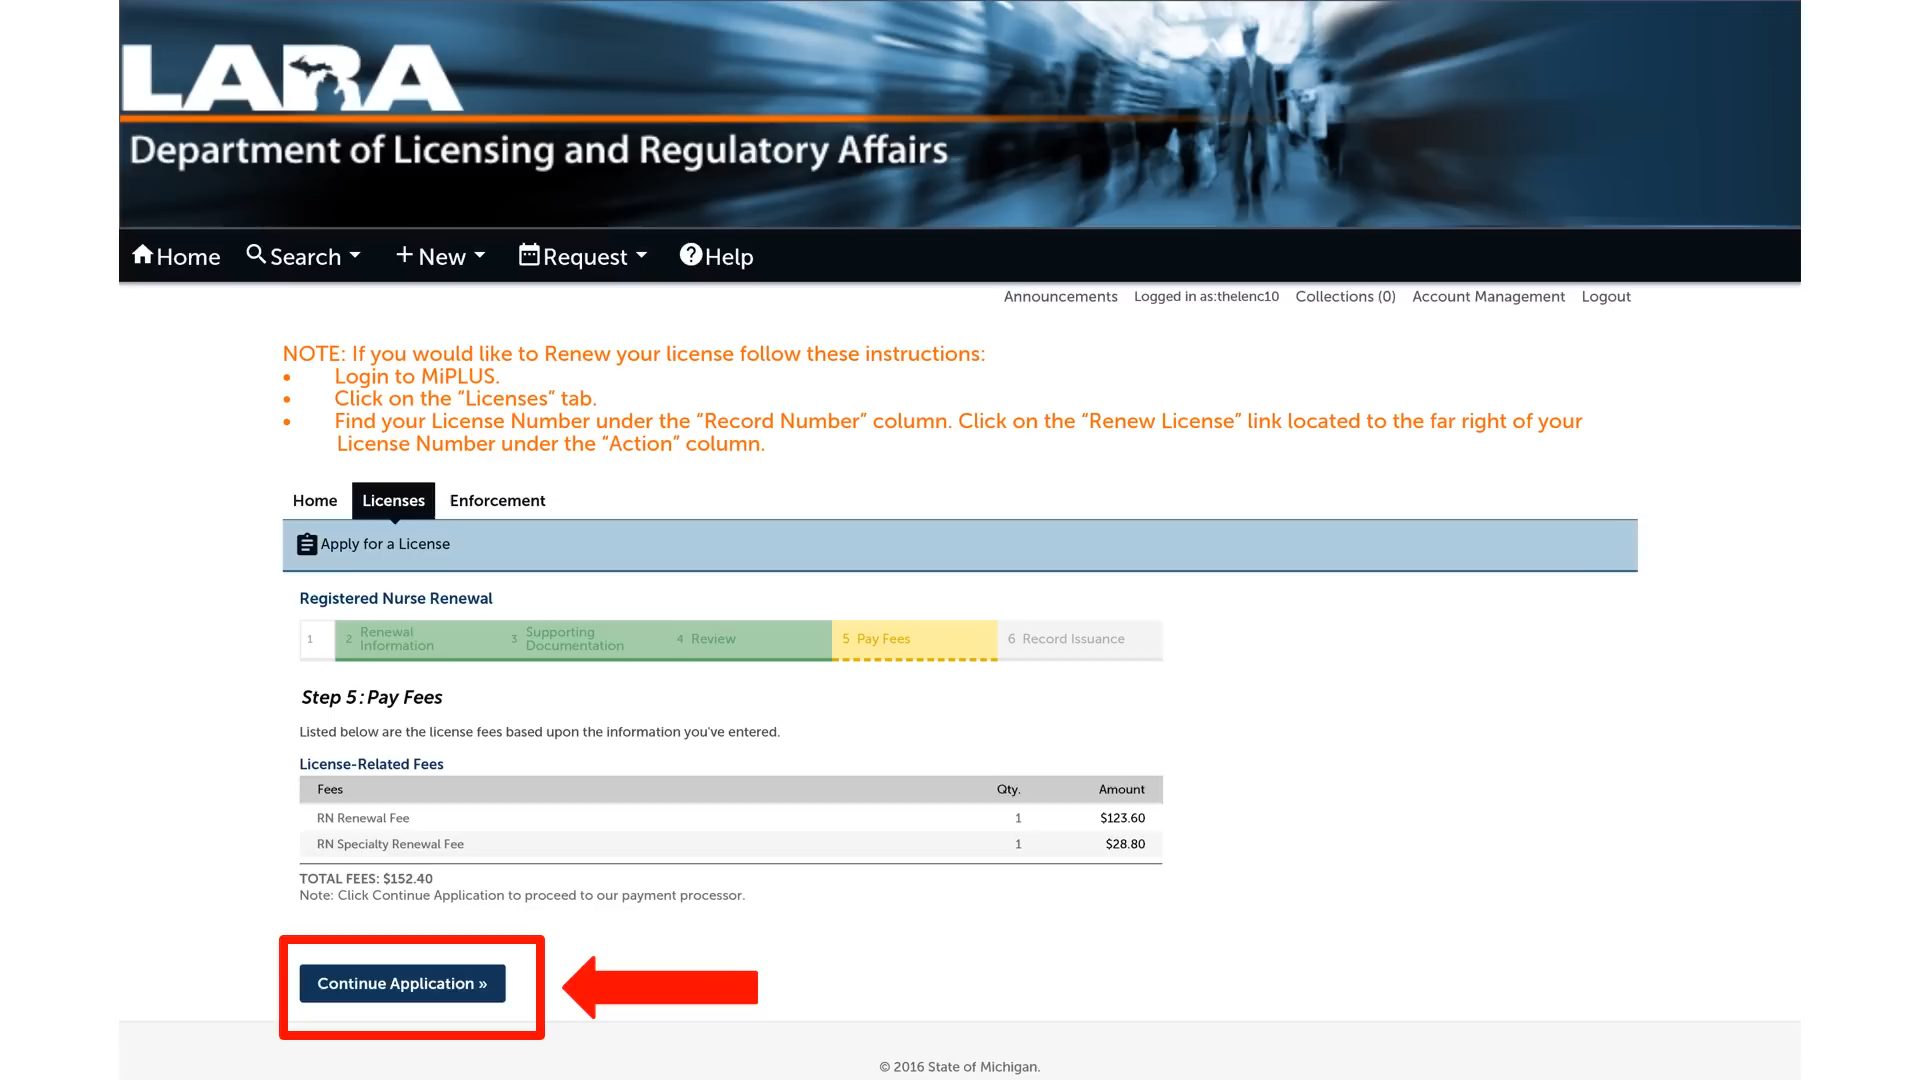 LARA
Department of Licensing and Regulatory Affairs
Home Search New Request Help
Announcements Logged in as:thelenc10 Collections (0) Account Management Logout
NOTE: If you would like to Renew your license follow these instructions:
• Login to MiPLUS.
• Click on the “Licenses” tab.
• Find your License Number under the “Record Number” column. Click on the “Renew License” link located to the far right of your
License Number under the “Action” column.
Home Licenses Enforcement
Apply for a License
Registered Nurse Renewal
1 2 Renewal Information 3 Supporting Documentation 4 Review 5 Pay Fees 6 Record Issuance
Step 5: Pay Fees
Listed below are the license fees based upon the information you've entered.
License-Related Fees
Fees Qty. Amount
RN Renewal Fee 1 $123.60
RN Specialty Renewal Fee 1 $28.80
TOTAL FEES: $152.40
Note: Click Continue Application to proceed to our payment processor.
Continue Application »
© 2016 State of Michigan.